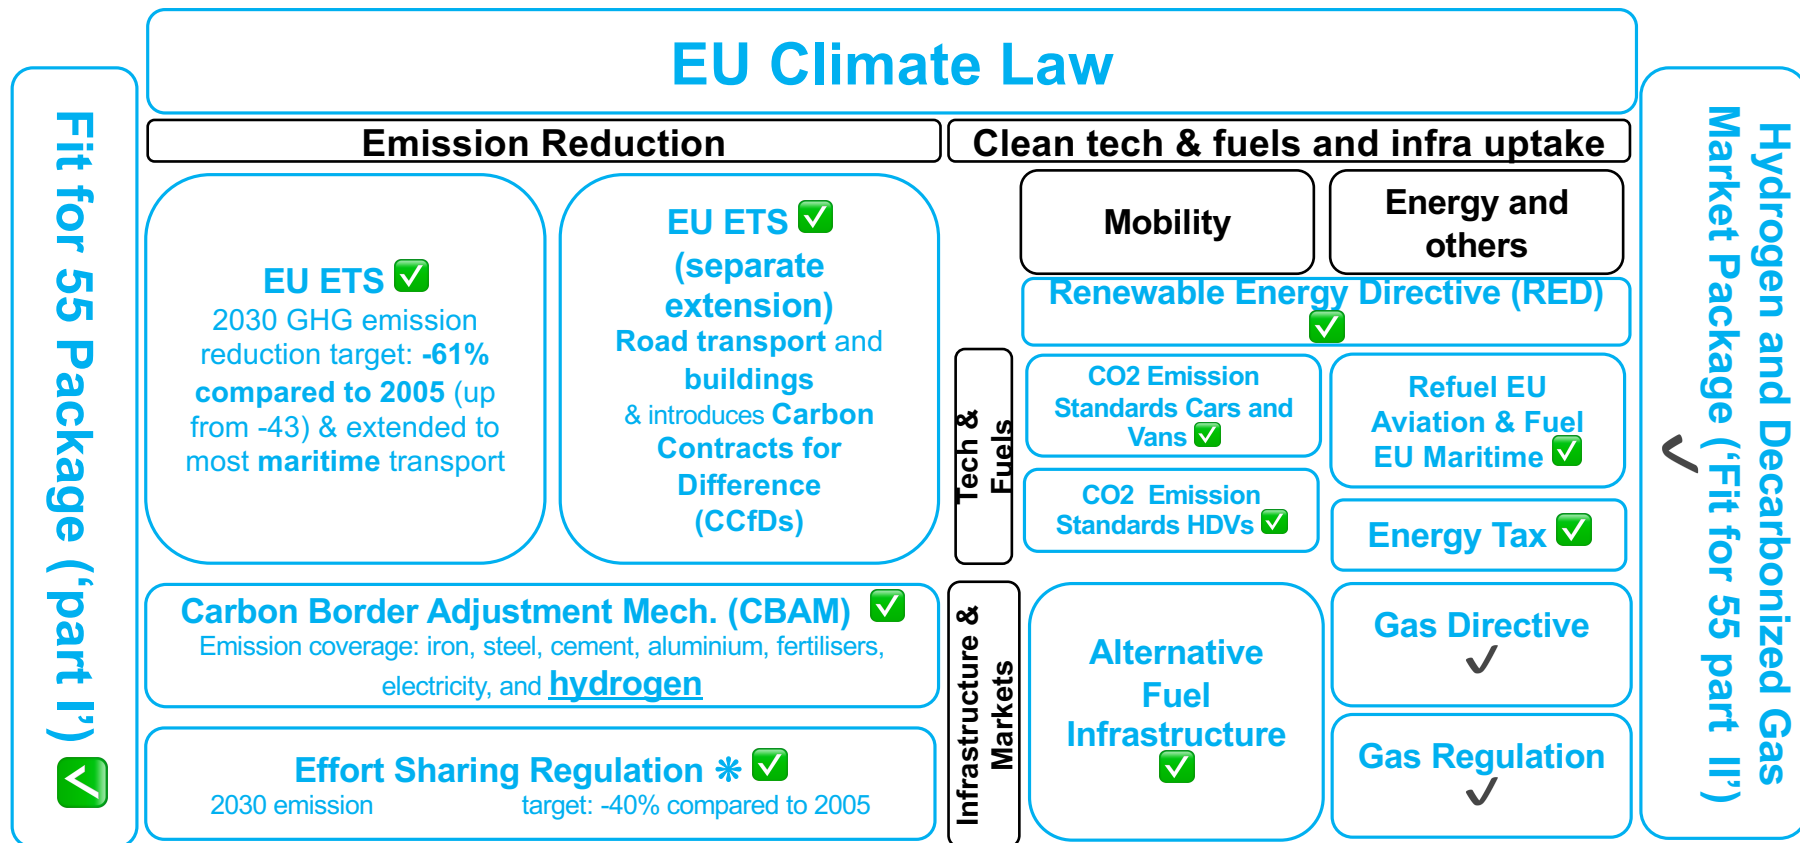 EU Climate Law
Fit for 55 Package (‘part I’) ✅
Emission Reduction
Clean tech & fuels and infra uptake
EU ETS ✅
2030 GHG emission
reduction target: -61%
compared to 2005 (up
from -43) & extended to
most maritime transport
EU ETS ✅
(separate
extension)
Road transport and
buildings
& introduces Carbon
Contracts for
Difference
(CCfDs)
Carbon Border Adjustment Mech. (CBAM) ✅
Emission coverage: iron, steel, cement, aluminium, fertilisers,
electricity, and hydrogen
Effort Sharing Regulation ❊ ✅
2030 emission target: -40% compared to 2005
Mobility
Energy and
others
Renewable Energy Directive (RED)
✅
Tech &
Fuels
CO2 Emission
Standards Cars and
Vans ✅
CO2 Emission
Standards HDVs ✅
Refuel EU
Aviation & Fuel
EU Maritime ✅
Energy Tax ✅
Infrastructure &
Markets
Alternative
Fuel
Infrastructure
✅
Gas Directive
✓
Gas Regulation
✓
Hydrogen and Decarbonized Gas
Market Package (‘Fit for 55 part II’)
✓